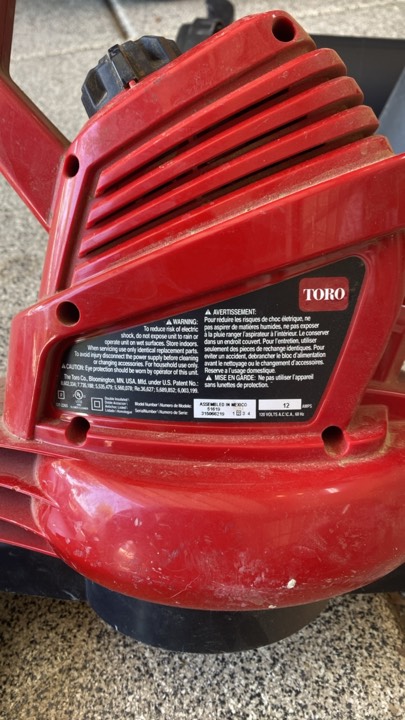 TORO
⚠ WARNING:
To reduce risk of electric
shock, do not expose unit to rain or
operate unit on wet surfaces. Store indoors.
When servicing use only identical replacement parts.
To avoid injury disconnect the power supply before cleaning
or changing accessories. For household use only.
⚠ CAUTION: Eye protection should be worn by operator of this unit.
The Toro Co., Bloomington, MN. USA, Mfd. under U.S. Patent No.:
⚠ AVERTISSEMENT:
Pour réduire les risques de choc életrique, ne
pas aspirer de matières humides, ne pas exposer
à la pluie ranger l'aspirateur à l'intérieur. Le conserver
dans un endroit couvert. Pour l'entretien, utiliser
seulement des pièces de rechange identiques. Pour
éviter un accident, débrancher le bloc d'alimentation
avant le nettoyage ou le changement d'accessoires.
Reserve a l'usage domestique.
⚠ MISE EN GARDE: Ne pas utiliser l'appareil
sans lunettes de protection.
Double Insulated/
Model Number / Numéro de Modele
Serial Number / Numéro de Serie
ASSEMBLED IN MEXICO
51619
12 AMPS
120 VOLTS A.C./C.A. 60 Hz